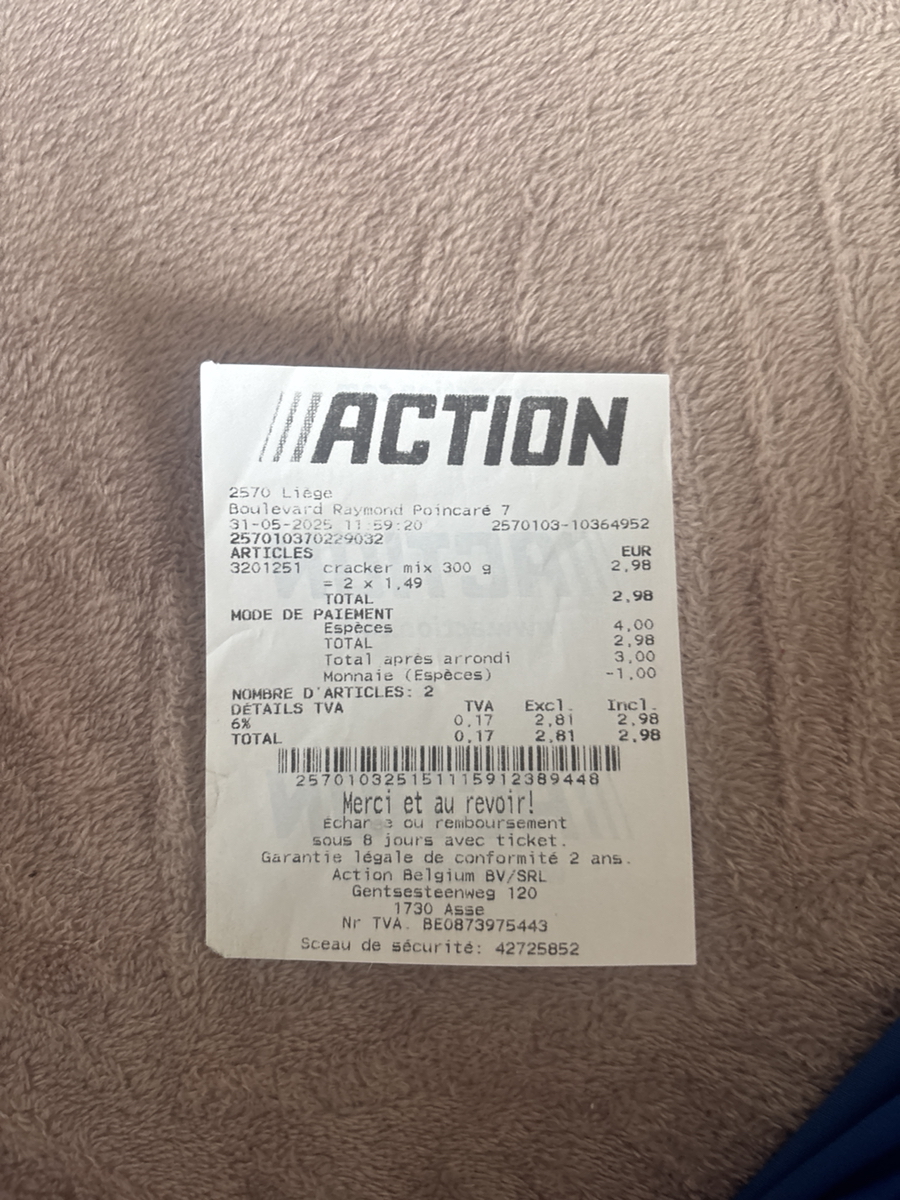 ACTION
2570 Liège
Boulevard Raymond Poincaré 7
31-05-2025 11:59:20 2570103-10364952
257010370229032
ARTICLES EUR
3201251 cracker mix 300 g 2,98
= 2 x 1,49
TOTAL 2,98
MODE DE PAIEMENT
Espèces 4,00
TOTAL 2,98
Total après arrondi 3,00
Monnaie (Espèces) -1,00
NOMBRE D'ARTICLES: 2
DÉTAILS TVA TVA Excl. Incl.
6% 0,17 2,81 2,98
TOTAL 0,17 2,81 2,98
257010325151115912389448
Merci et au revoir!
ou remboursement
sous 8 jours avec ticket.
Garantie légale de conformité 2 ans.
Action Belgium BV/SRL
Gentsesteenweg 120
1730 Asse
Nr TVA. BE0873975443
Sceau de sécurité: 42725852